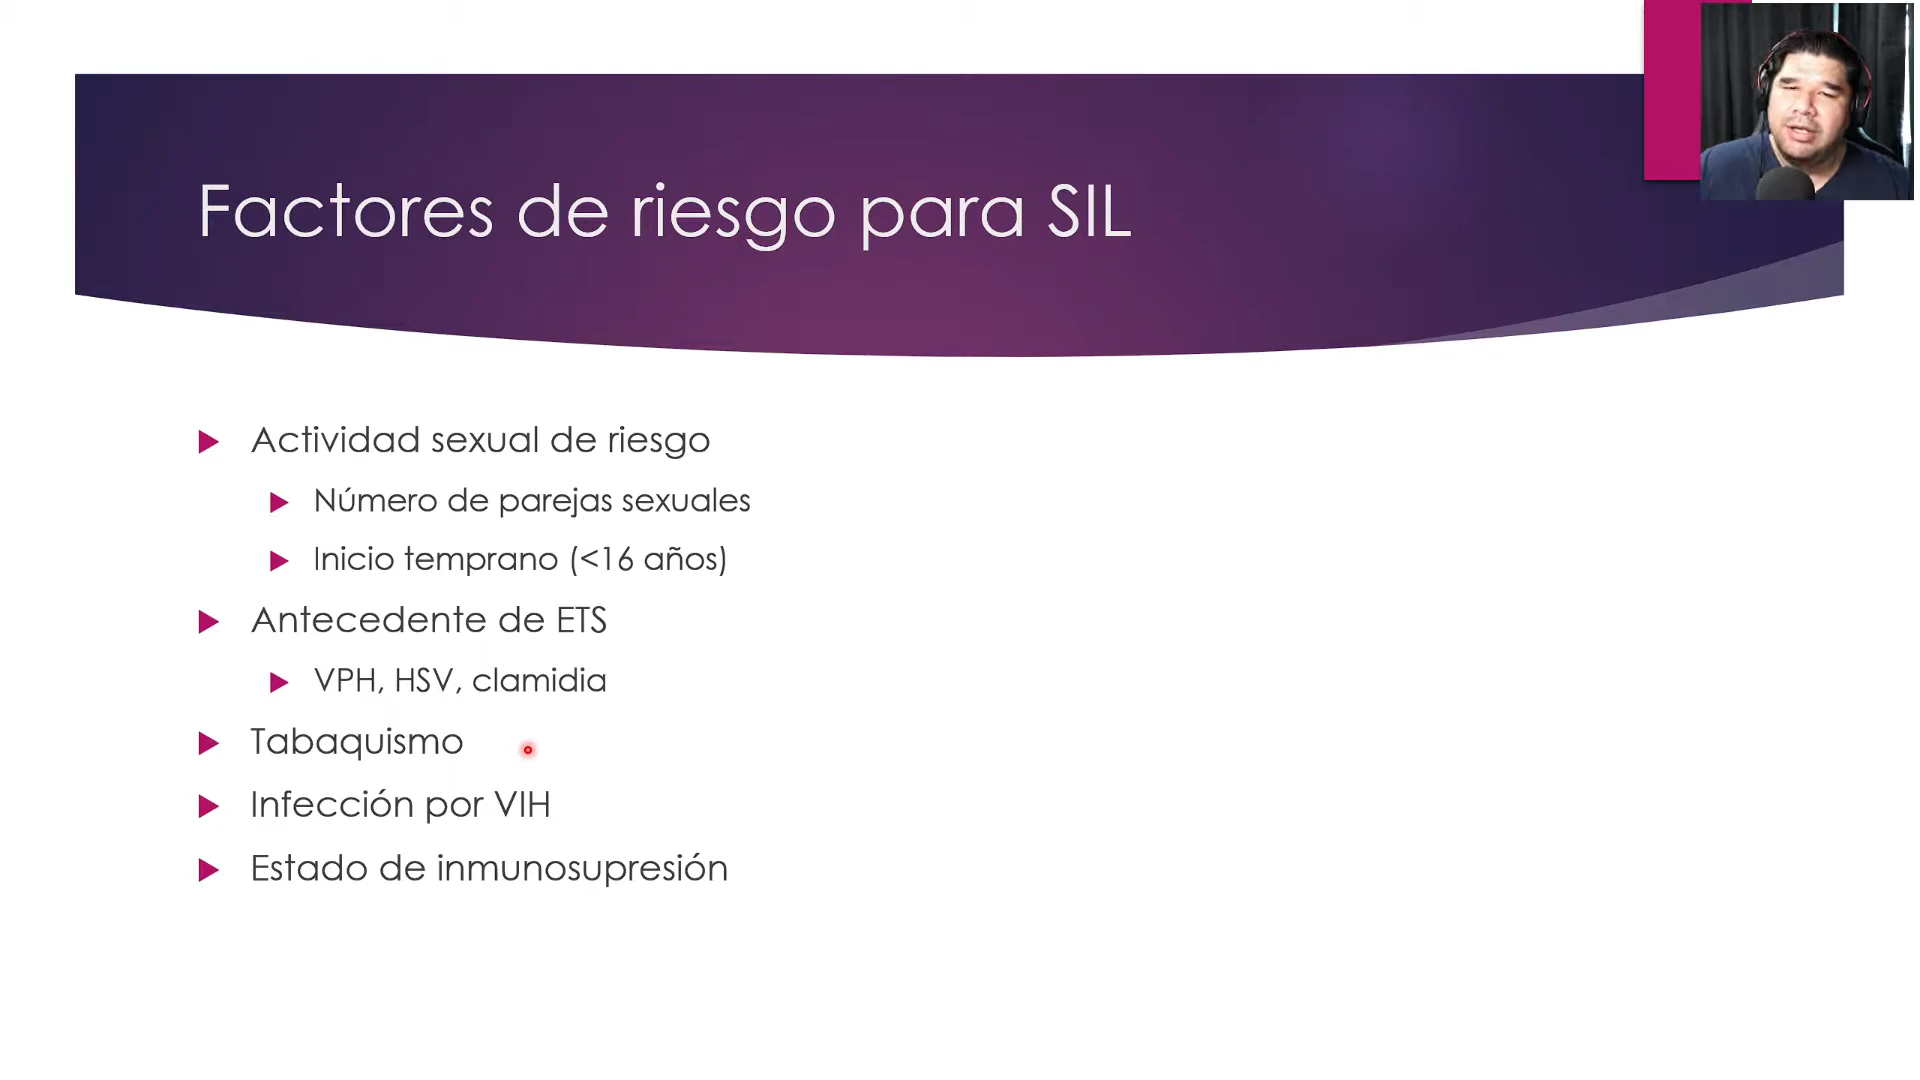 Factores de riesgo para SIL
Actividad sexual de riesgo
Número de parejas sexuales
Inicio temprano (<16 años)
Antecedente de ETS
VPH, HSV, clamidia
Tabaquismo
Infección por VIH
Estado de inmunosupresión